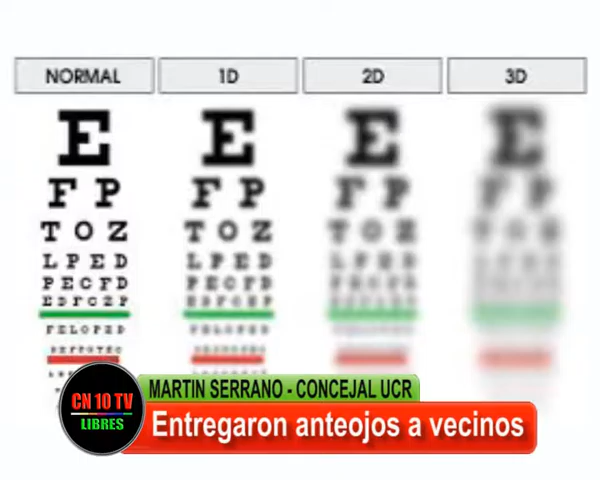 NORMAL 1D 2D 3D
E E E E
F P F P F P F P
T O Z T O Z T O Z T O Z
L P E D L P E D L P E D
P E C F D P E C F D P E C F D
E D F C Z P E D F C Z P
F E L O P Z D
MARTIN SERRANO - CONCEJAL UCR
CN 10 TV
LIBRES
Entregaron anteojos a vecinos